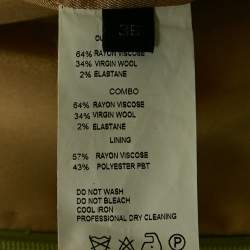 38
64% RAYON VISCOSE
34% VIRGIN WOOL
2% ELASTANE
COMBO
64% RAYON VISCOSE
34% VIRGIN WOOL
2% ELASTANE
LINING
57% RAYON VISCOSE
43% POLYESTER PBT
DO NOT WASH
DO NOT BLEACH
COOL IRON
PROFESSIONAL DRY CLEANING